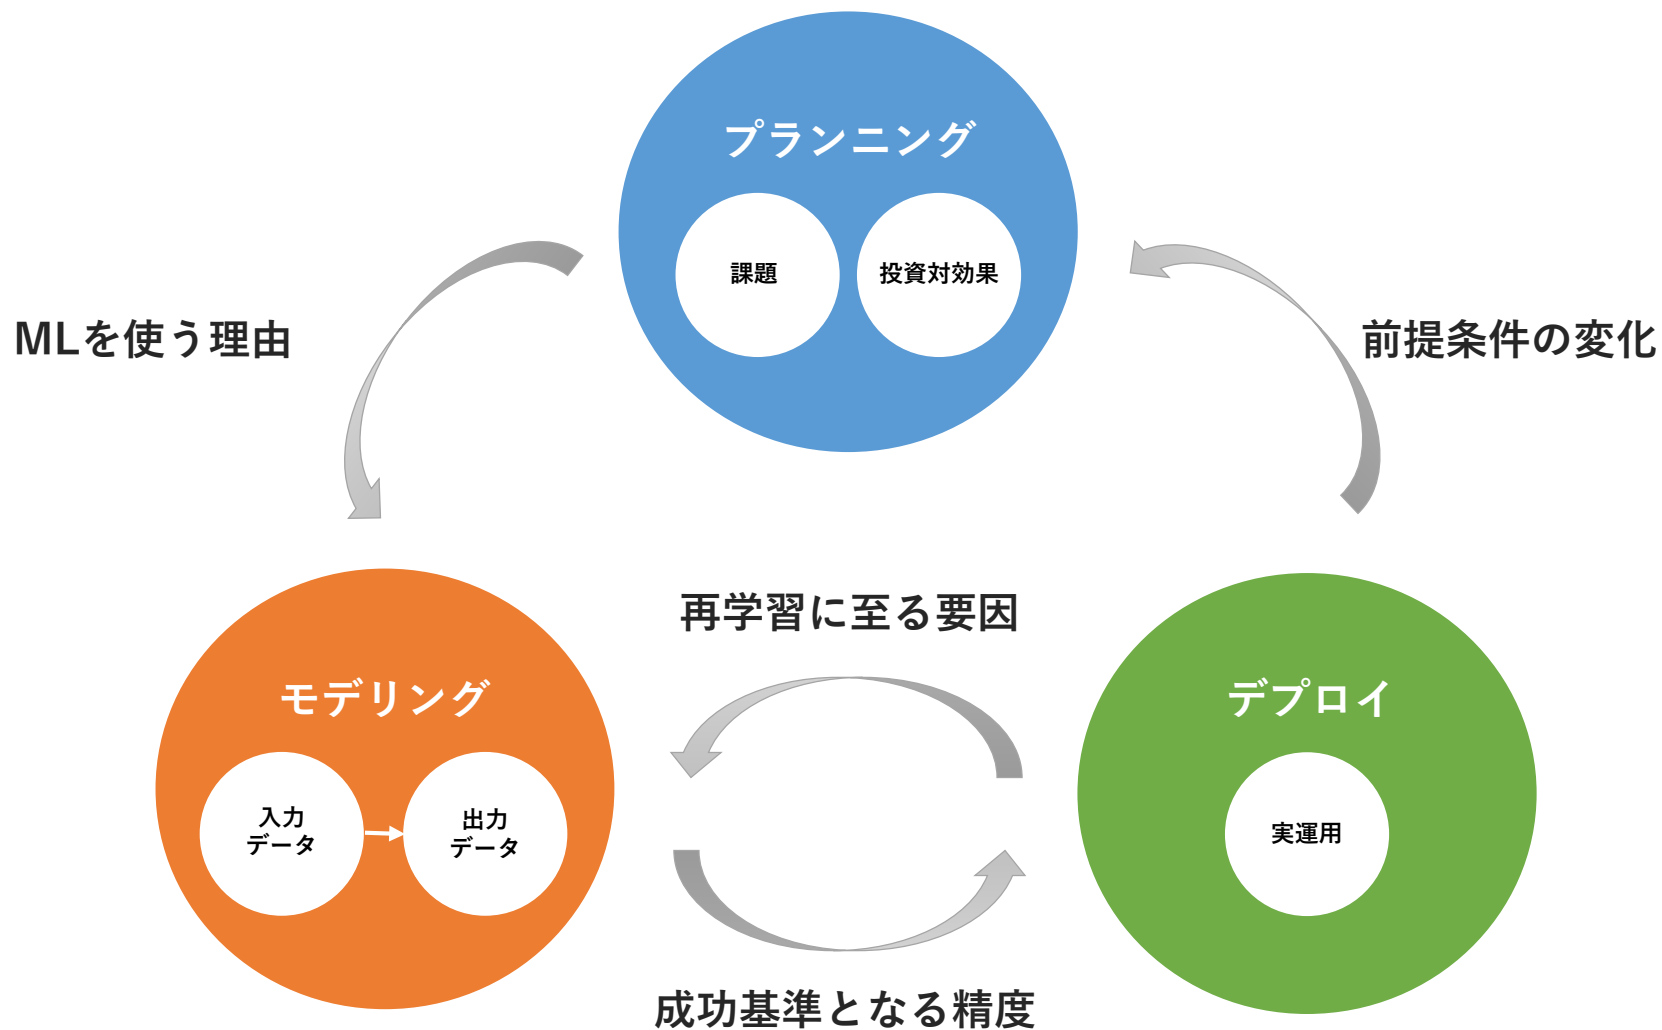 プランニング
課題
投資対効果
MLを使う理由
前提条件の変化
再学習に至る要因
モデリング
入力
データ
出力
データ
デプロイ
実運用
成功基準となる精度